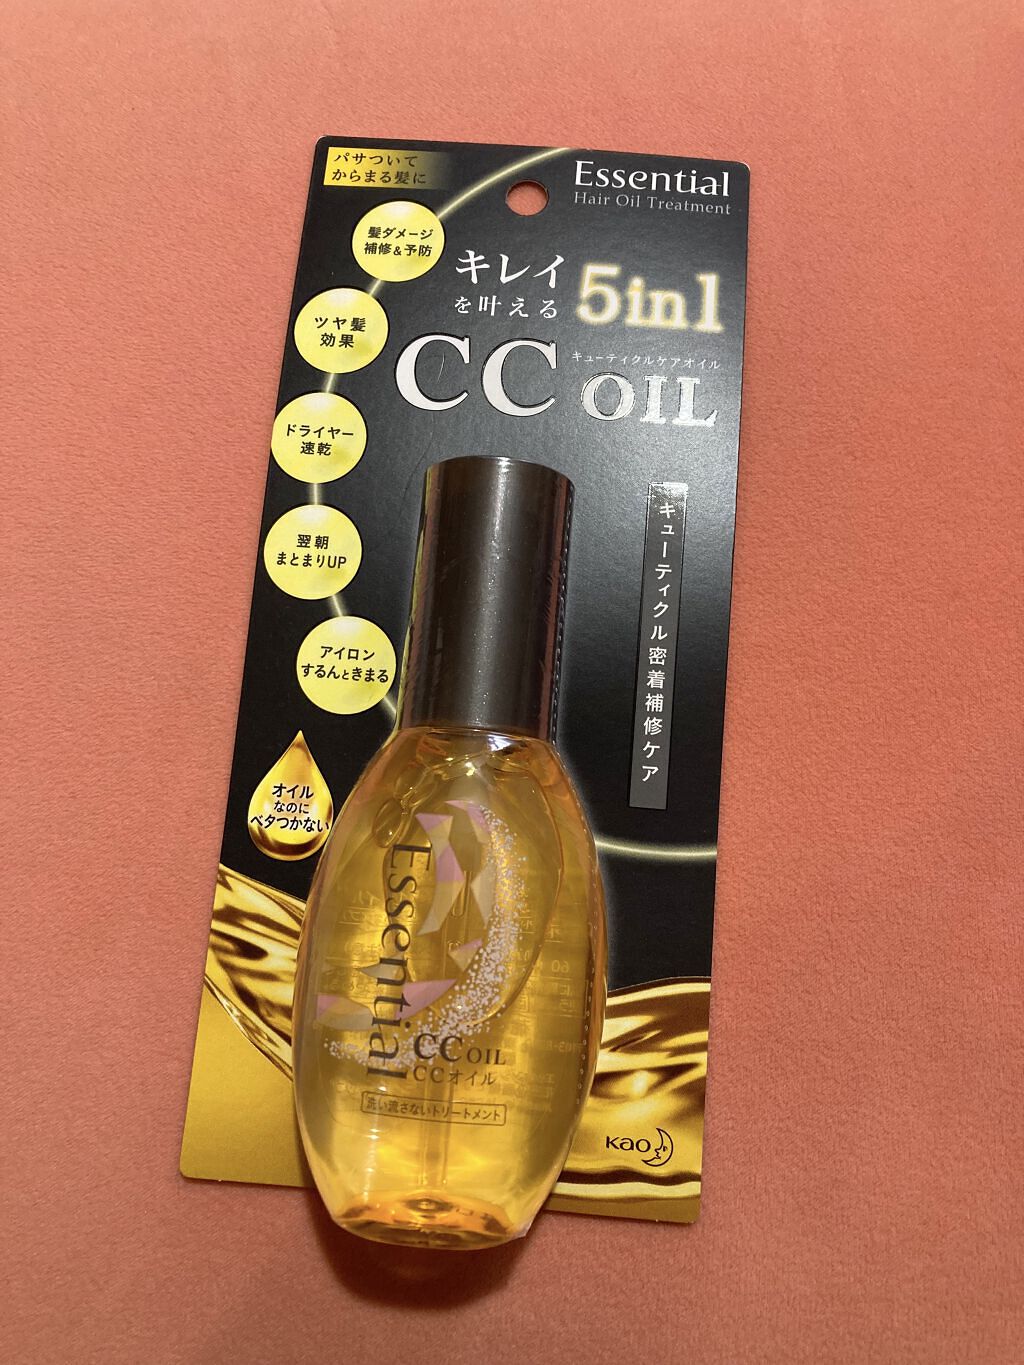 パサついて
からまる髪に
Essential
Hair Oil Treatment
髪ダメージ
補修&予防
キレイ
を叶える
5in1
ツヤ髪
効果
キューティクルケアオイル
CC OIL
ドライヤー
速乾
翌朝
まとまりUP
アイロン
するんときまる
キューティクル密着補修ケア
オイル
なのに
ベタつかない
Essential
CC OIL
CCオイル
洗い流さないトリートメント
Kao